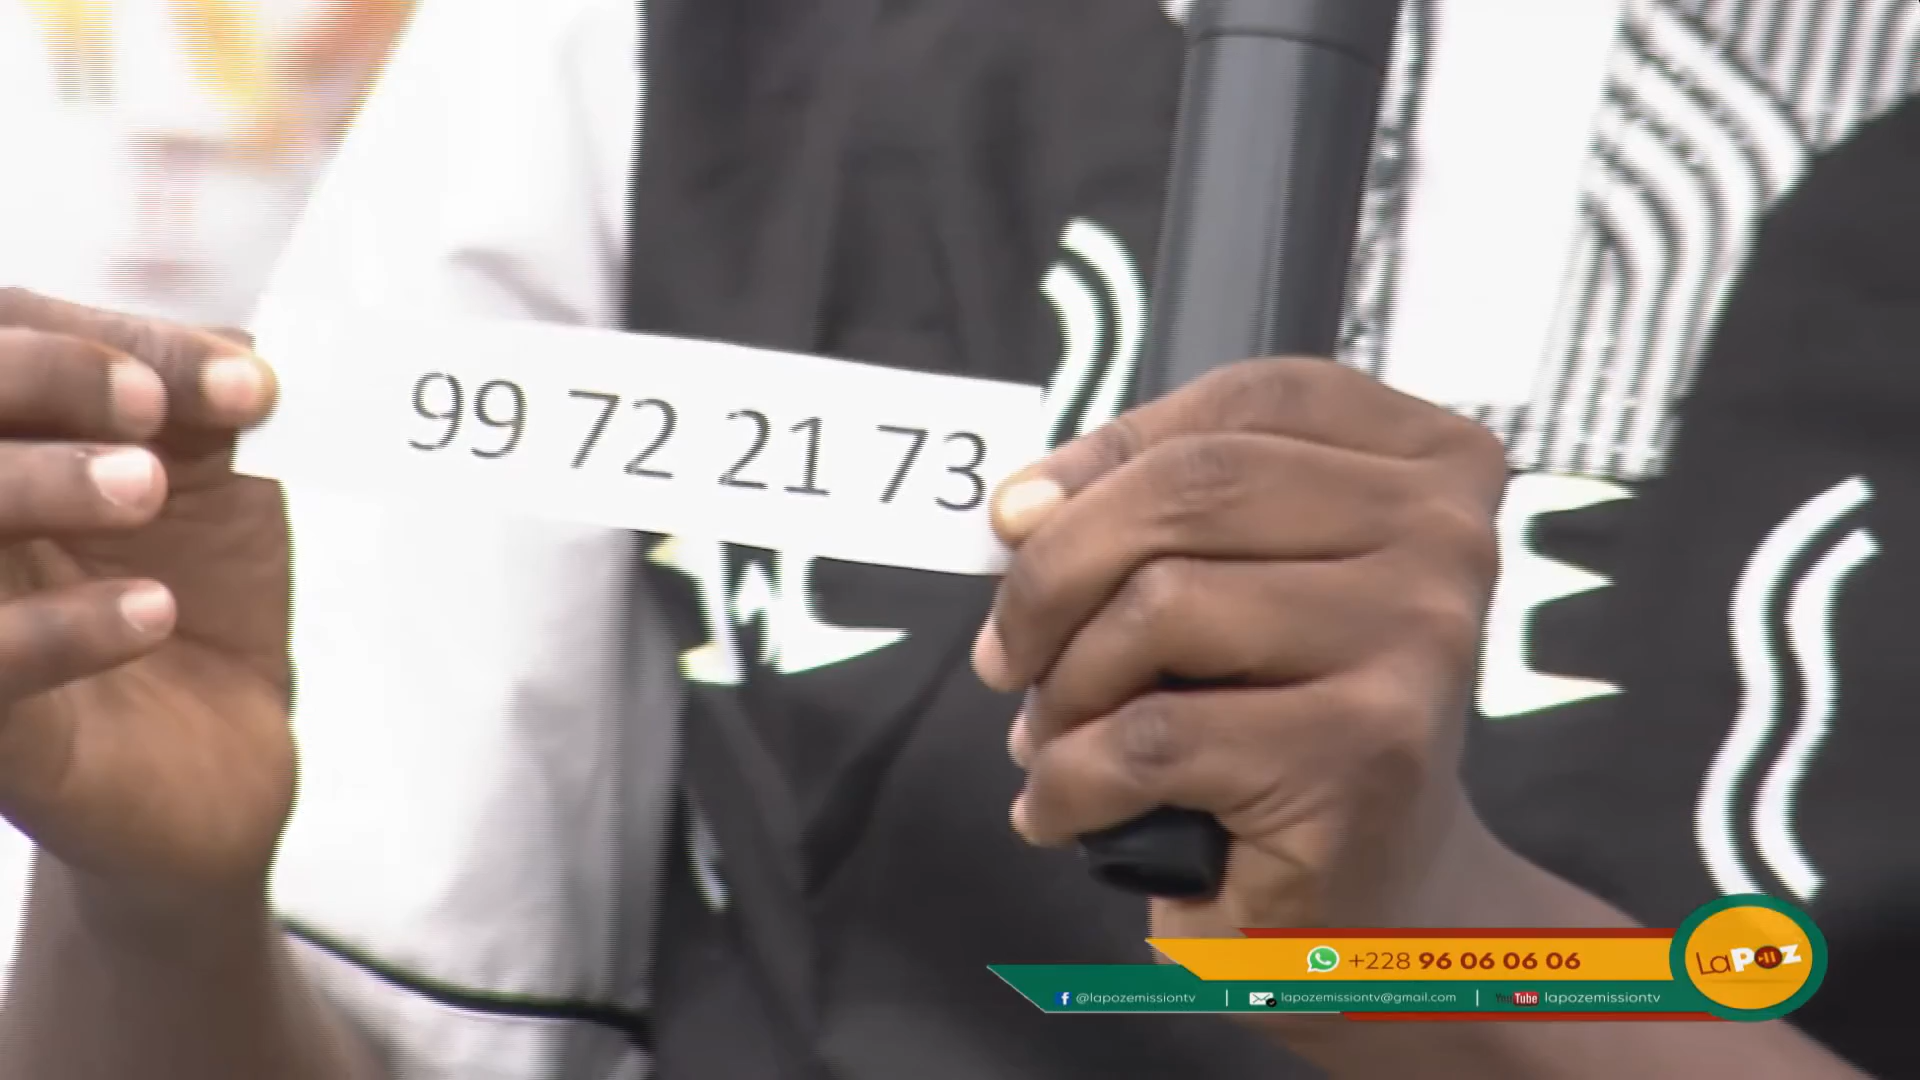 99 72 21 73
+228 96 06 06 06
LaPOZ
@lapozemissiontv | lapozemissiontv@gmail.com | YouTube lapozemissiontv